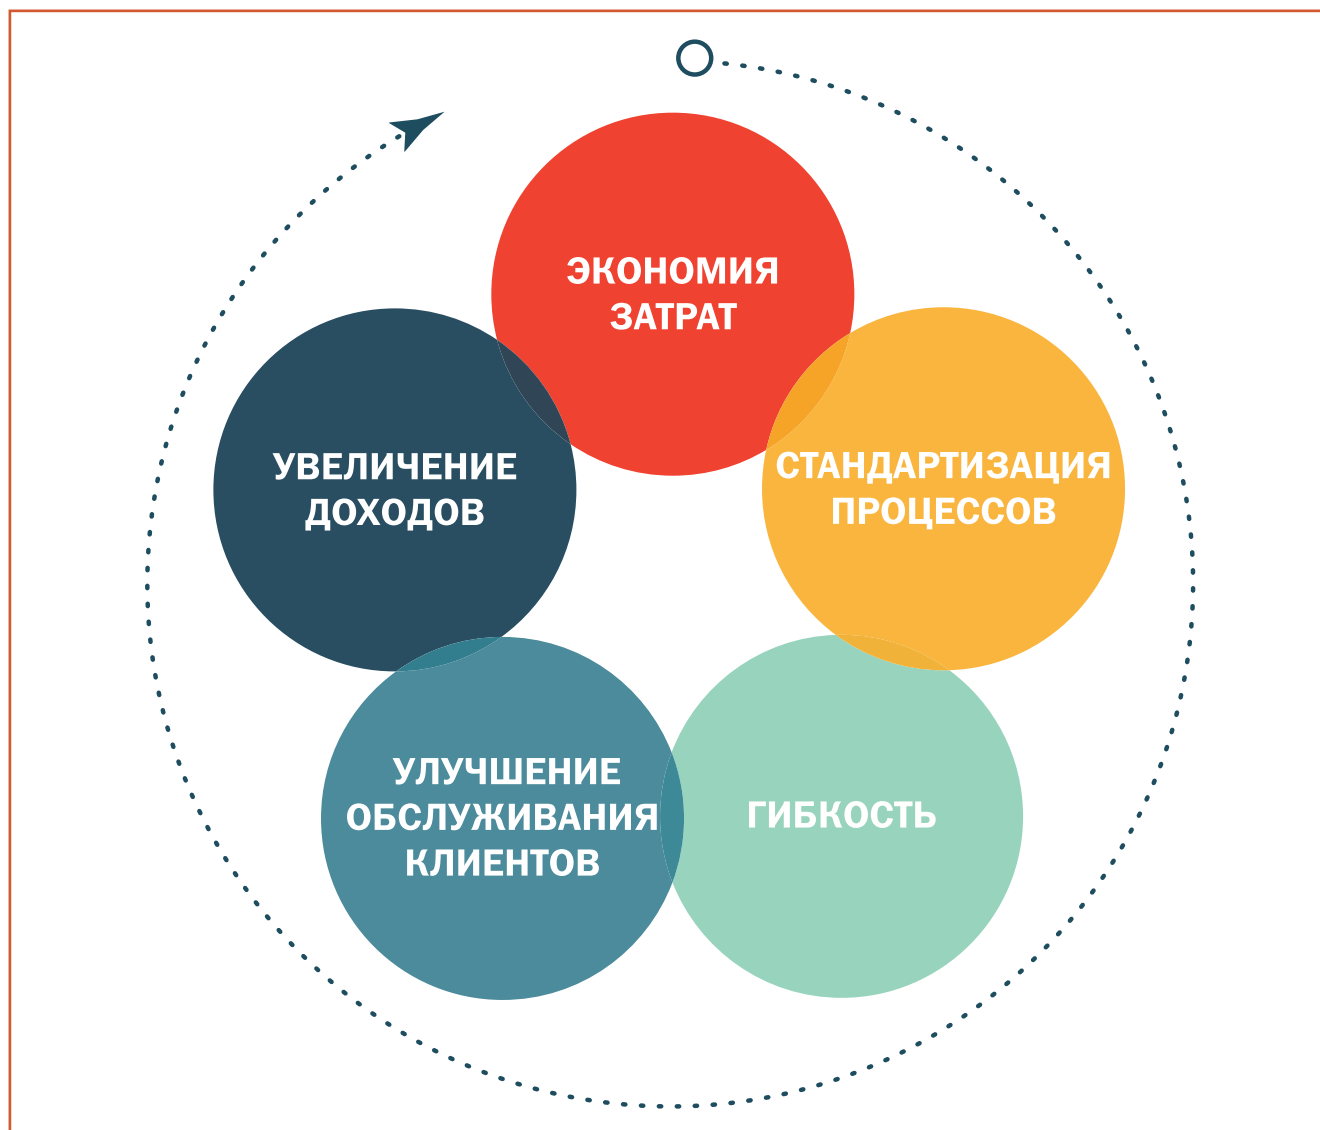 ЭКОНОМИЯ
ЗАТРАТ
СТАНДАРТИЗАЦИЯ
ПРОЦЕССОВ
ГИБКОСТЬ
УЛУЧШЕНИЕ
ОБСЛУЖИВАНИЯ
КЛИЕНТОВ
УВЕЛИЧЕНИЕ
ДОХОДОВ